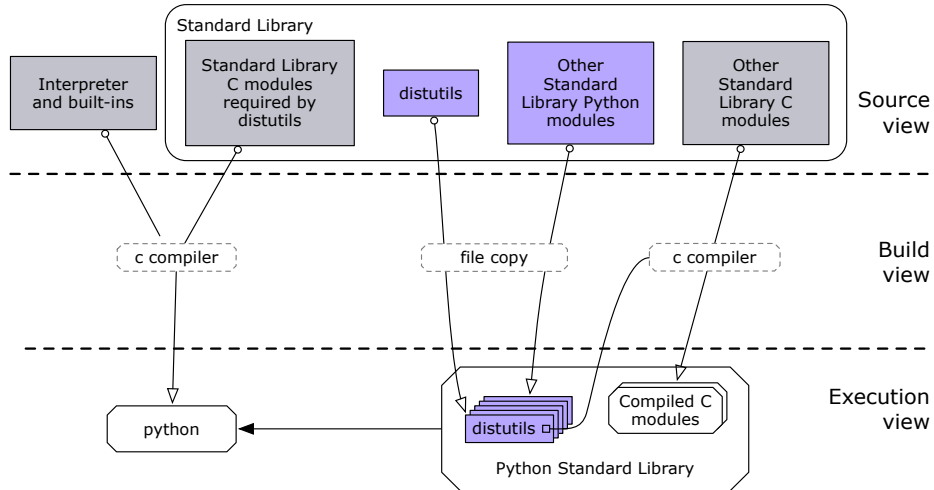 Standard Library
Interpreter
and built-ins
Standard Library
C modules
required by
distutils
distutils
Other
Standard
Library Python
modules
Other
Standard
Library C
modules
Source
view
c compiler
file copy
c compiler
Build
view
python
distutils
Compiled C
modules
Python Standard Library
Execution
view